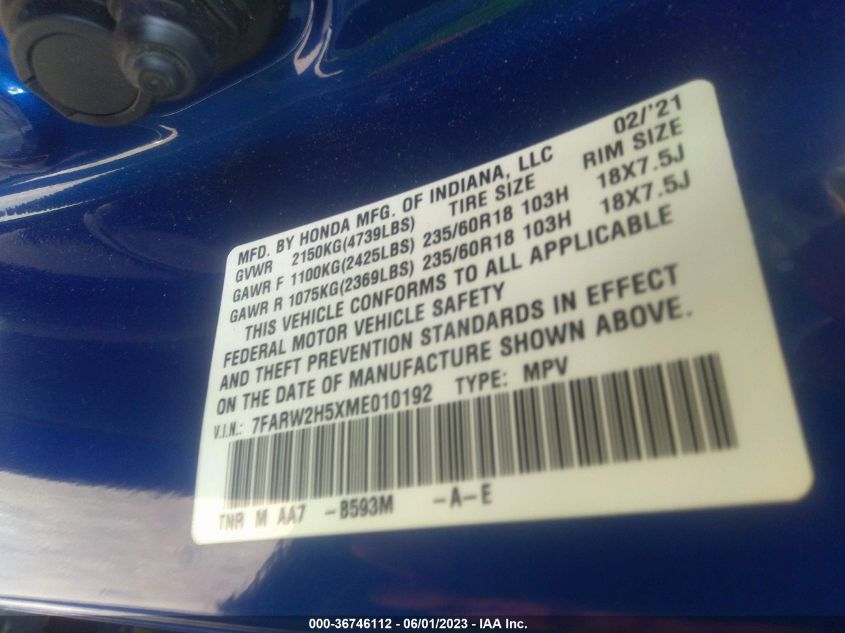 MFD. BY HONDA MFG. OF INDIANA, LLC 02/'21
GVWR 2150KG(4739LBS) TIRE SIZE RIM SIZE
GAWR F 1100KG(2425LBS) 235/60R18 103H 18X7.5J
GAWR R 1075KG(2369LBS) 235/60R18 103H 18X7.5J
THIS VEHICLE CONFORMS TO ALL APPLICABLE
FEDERAL MOTOR VEHICLE SAFETY
AND THEFT PREVENTION STANDARDS IN EFFECT
ON THE DATE OF MANUFACTURE SHOWN ABOVE.
V.I.N.: 7FARW2H5XME010192 TYPE: MPV
TNR M AA7 -B593M -A-E
000-36746112 - 06/01/2023 - IAA Inc.